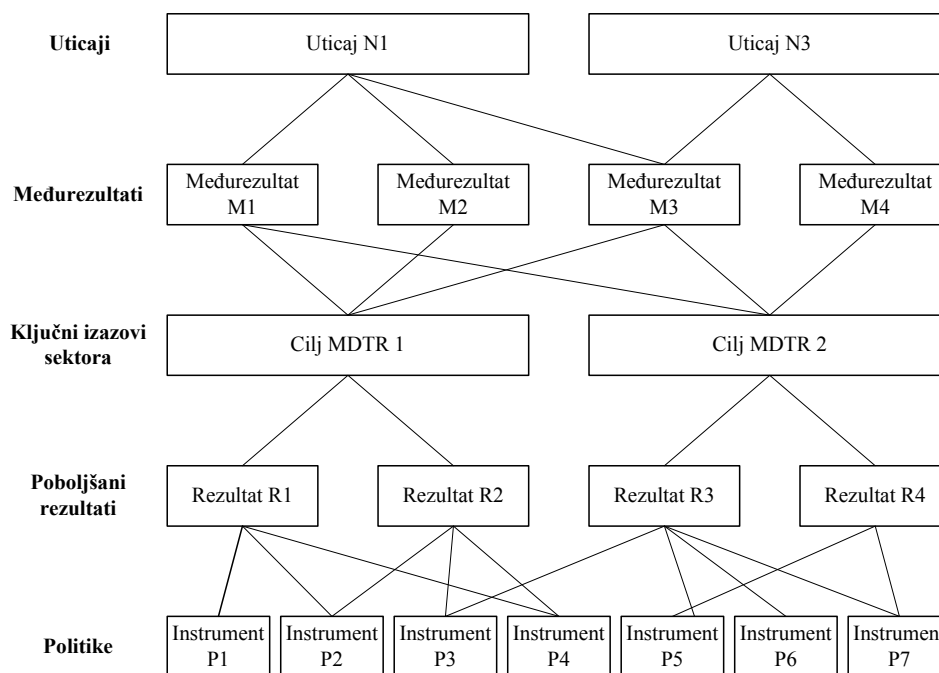 Uticaji
Uticaj N1
Uticaj N3
Međurezultati
Međurezultat
M1
Međurezultat
M2
Međurezultat
M3
Međurezultat
M4
Ključni izazovi
sektora
Cilj MDTR 1
Cilj MDTR 2
Poboljšani
rezultati
Rezultat R1
Rezultat R2
Rezultat R3
Rezultat R4
Politike
Instrument
P1
Instrument
P2
Instrument
P3
Instrument
P4
Instrument
P5
Instrument
P6
Instrument
P7